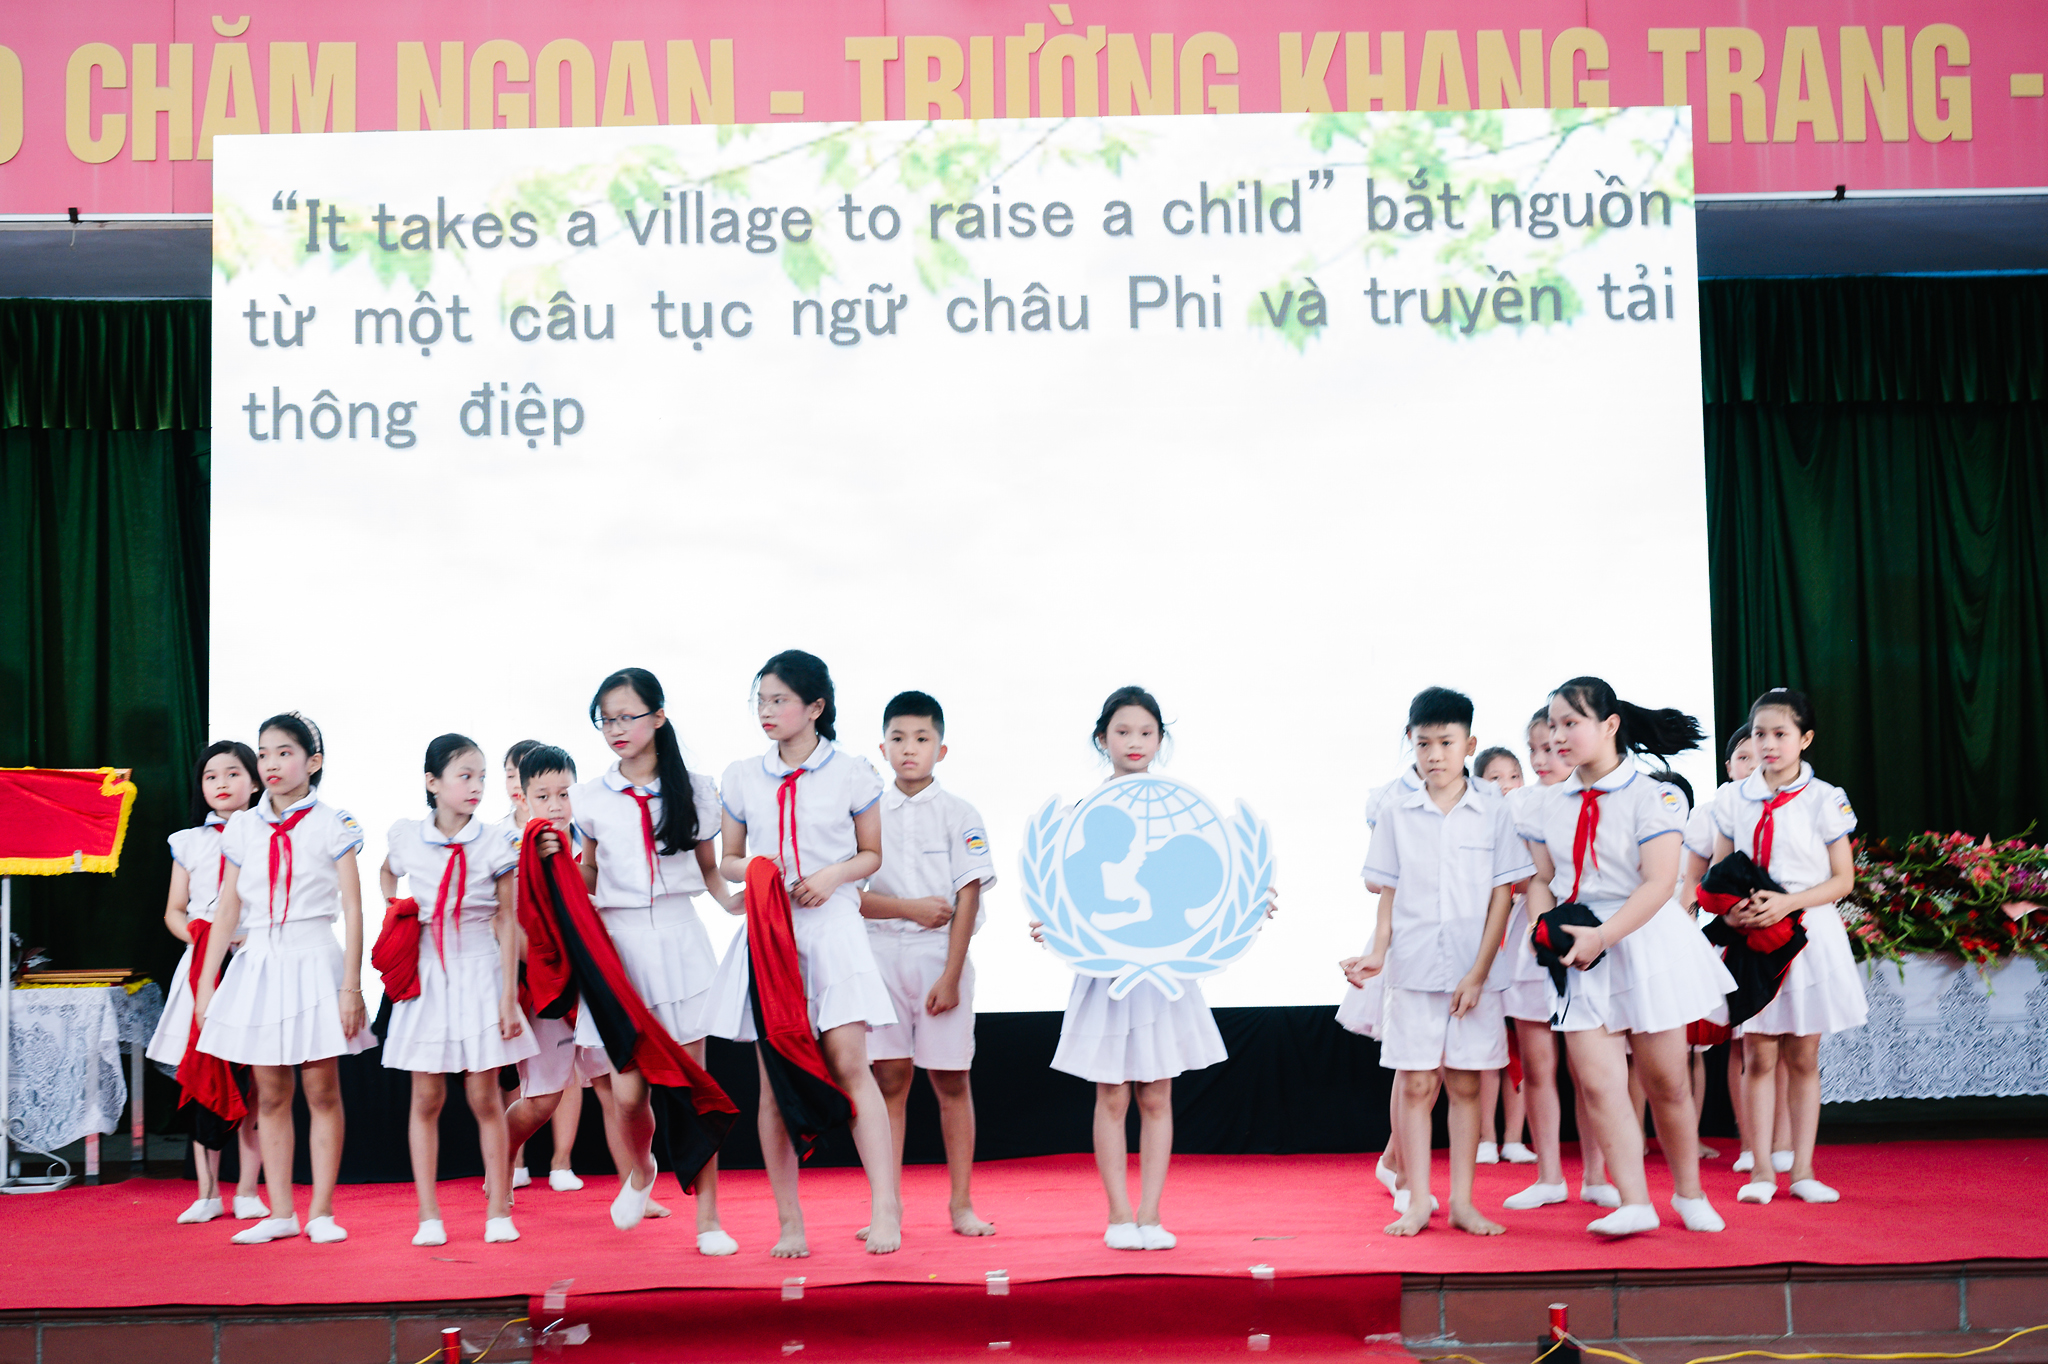 CHĂM NGOAN - TRƯỜNG KHANG TRANG -
“It takes a village to raise a child” bắt nguồn
từ một câu tục ngữ châu Phi và truyền tải
thông điệp